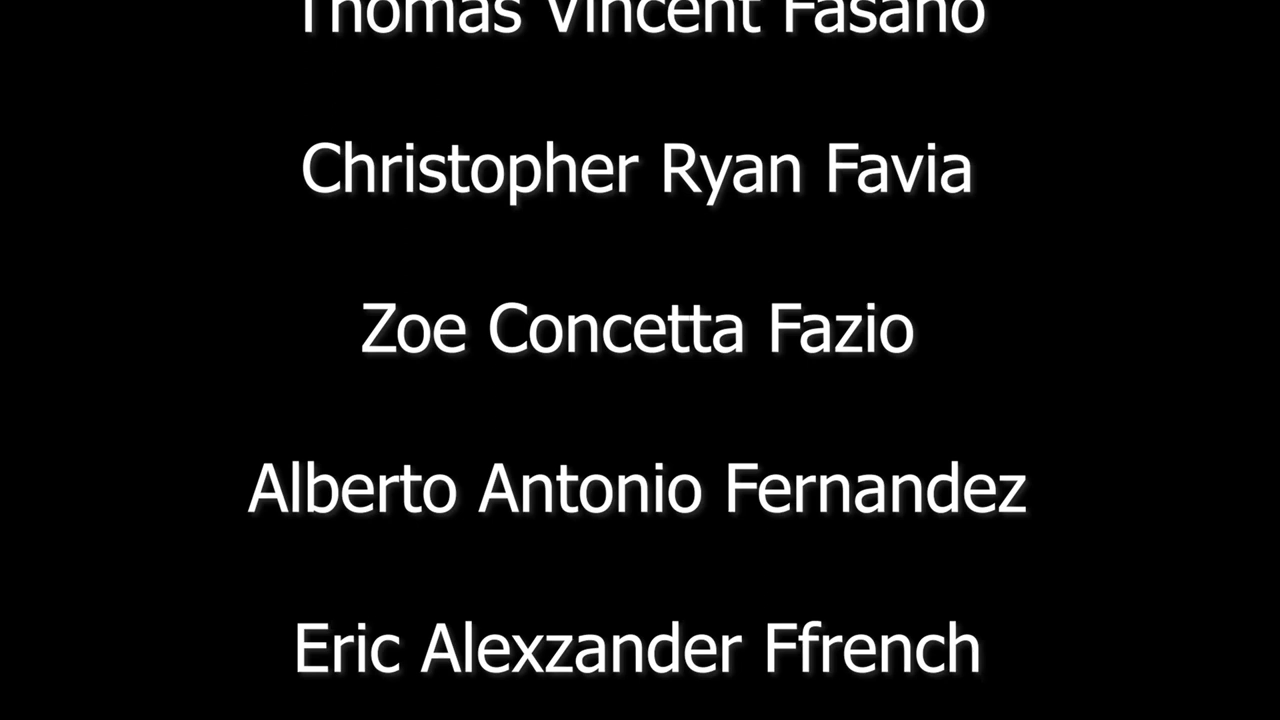 Thomas Vincent Fasano
Christopher Ryan Favia
Zoe Concetta Fazio
Alberto Antonio Fernandez
Eric Alexzander Ffrench